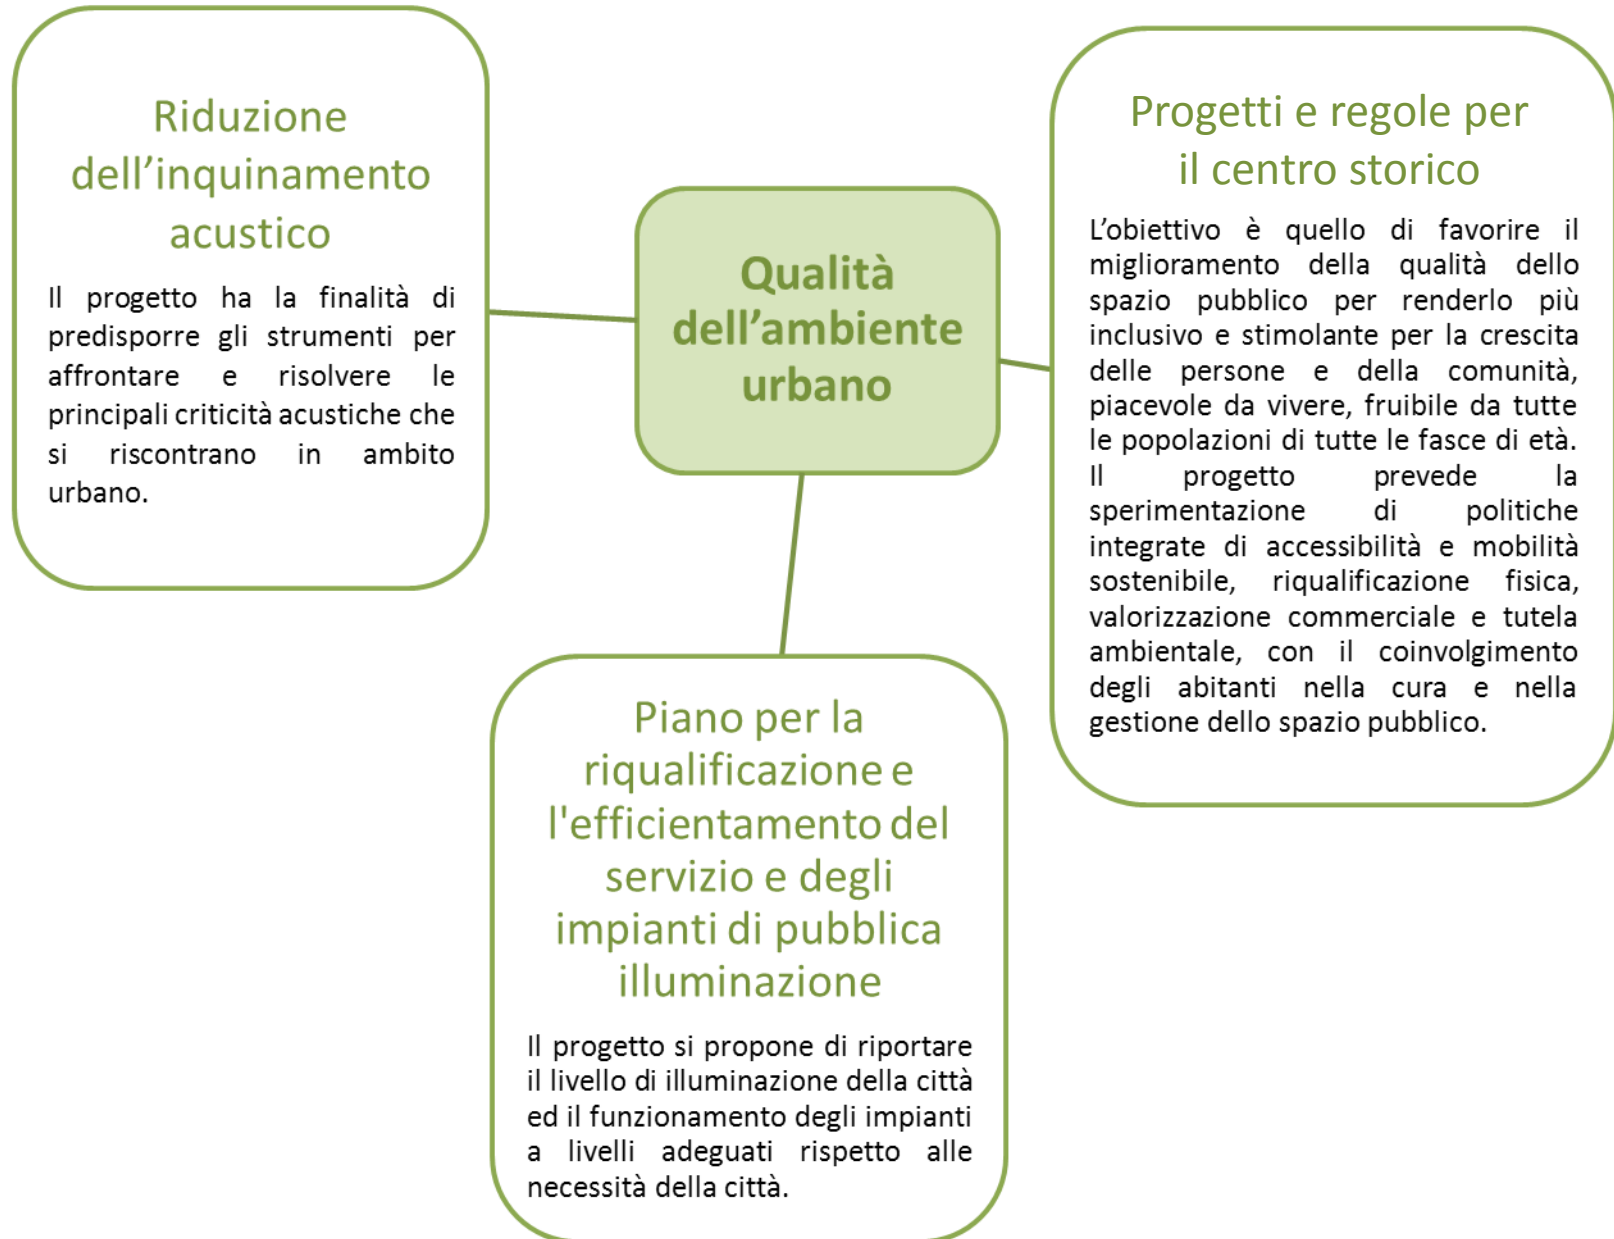 Riduzione
dell’inquinamento
acustico
Il progetto ha la finalità di
predisporre gli strumenti per
affrontare e risolvere le
principali criticità acustiche che
si riscontrano in ambito
urbano.
Qualità
dell’ambiente
urbano
Progetti e regole per
il centro storico
L’obiettivo è quello di favorire il
miglioramento della qualità dello
spazio pubblico per renderlo più
inclusivo e stimolante per la crescita
delle persone e della comunità,
piacevole da vivere, fruibile da tutte
le popolazioni di tutte le fasce di età.
Il progetto prevede la
sperimentazione di politiche
integrate di accessibilità e mobilità
sostenibile, riqualificazione fisica,
valorizzazione commerciale e tutela
ambientale, con il coinvolgimento
degli abitanti nella cura e nella
gestione dello spazio pubblico.
Piano per la
riqualificazione e
l'efficientamento del
servizio e degli
impianti di pubblica
illuminazione
Il progetto si propone di riportare
il livello di illuminazione della città
ed il funzionamento degli impianti
a livelli adeguati rispetto alle
necessità della città.